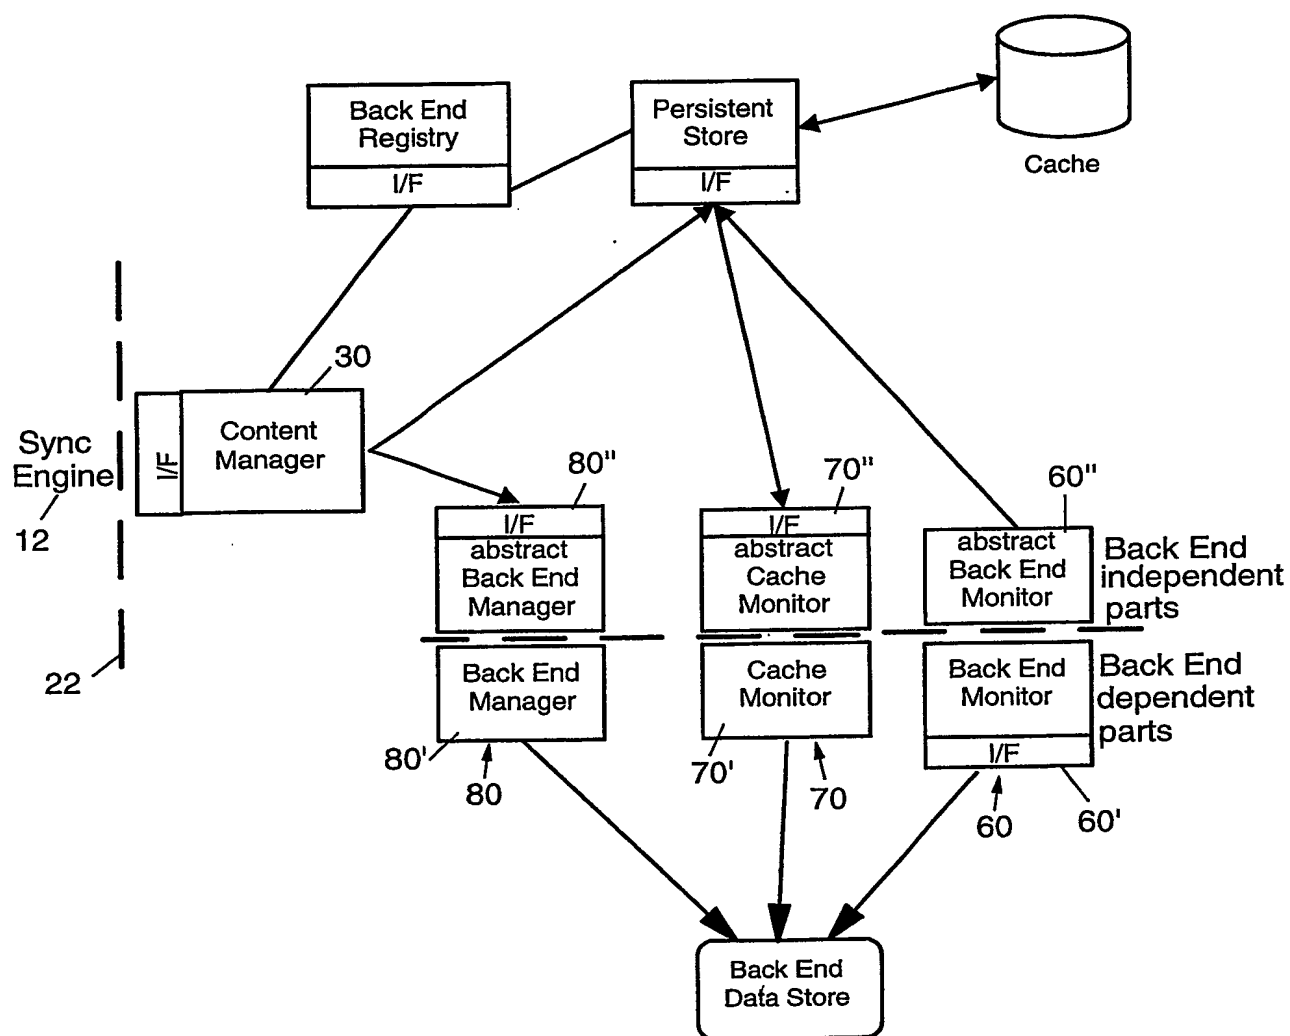 Back End
Registry
I/F
Persistent
Store
I/F
Cache
30
Content
Manager
I/F
Sync
Engine
12
22
80"
I/F
abstract
Back End
Manager
70"
I/F
abstract
Cache
Monitor
60"
abstract
Back End
Monitor
Back End
independent
parts
Back End
Manager
80'
80
Cache
Monitor
70'
70
Back End
Monitor
I/F
60
60'
Back End
dependent
parts
Back End
Data Store